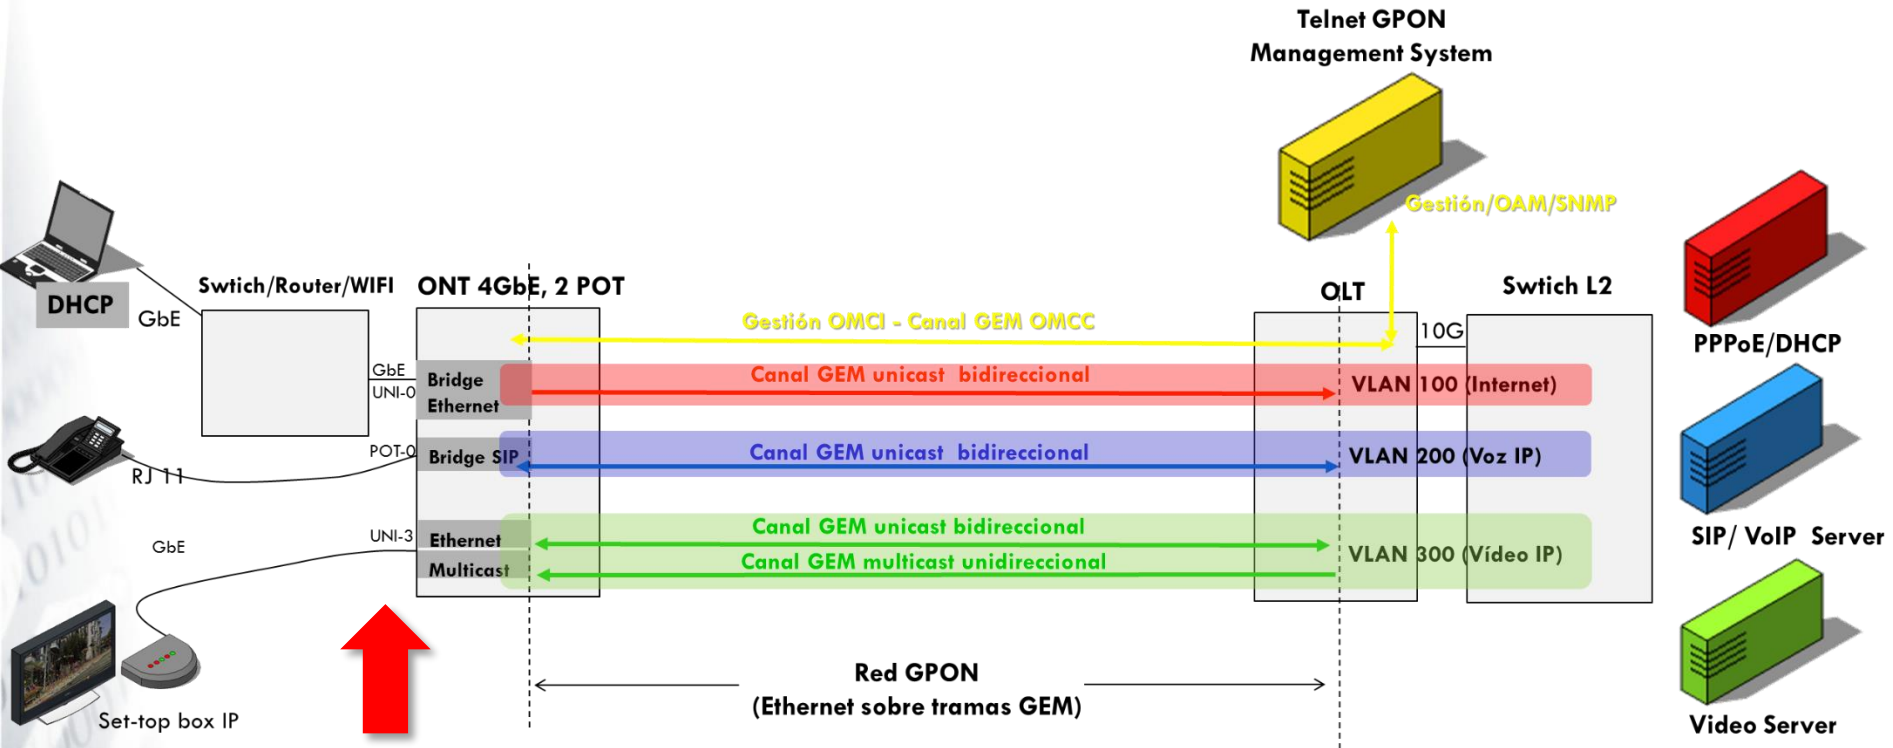 Telnet GPON
Management System
Gestión/OAM/SNMP
DHCP
GbE
Swtich/Router/WIFI
ONT 4GbE, 2 POT
OLT
Swtich L2
PPPoE/DHCP
Gestión OMCI - Canal GEM OMCC
10G
GbE
UNI-0
Bridge
Ethernet
Canal GEM unicast bidireccional
VLAN 100 (Internet)
RJ 11
POT-0
Bridge SIP
Canal GEM unicast bidireccional
VLAN 200 (Voz IP)
SIP/ VoIP Server
GbE
UNI-3
Ethernet
Multicast
Canal GEM unicast bidireccional
Canal GEM multicast unidireccional
VLAN 300 (Vídeo IP)
Set-top box IP
Red GPON
(Ethernet sobre tramas GEM)
Video Server